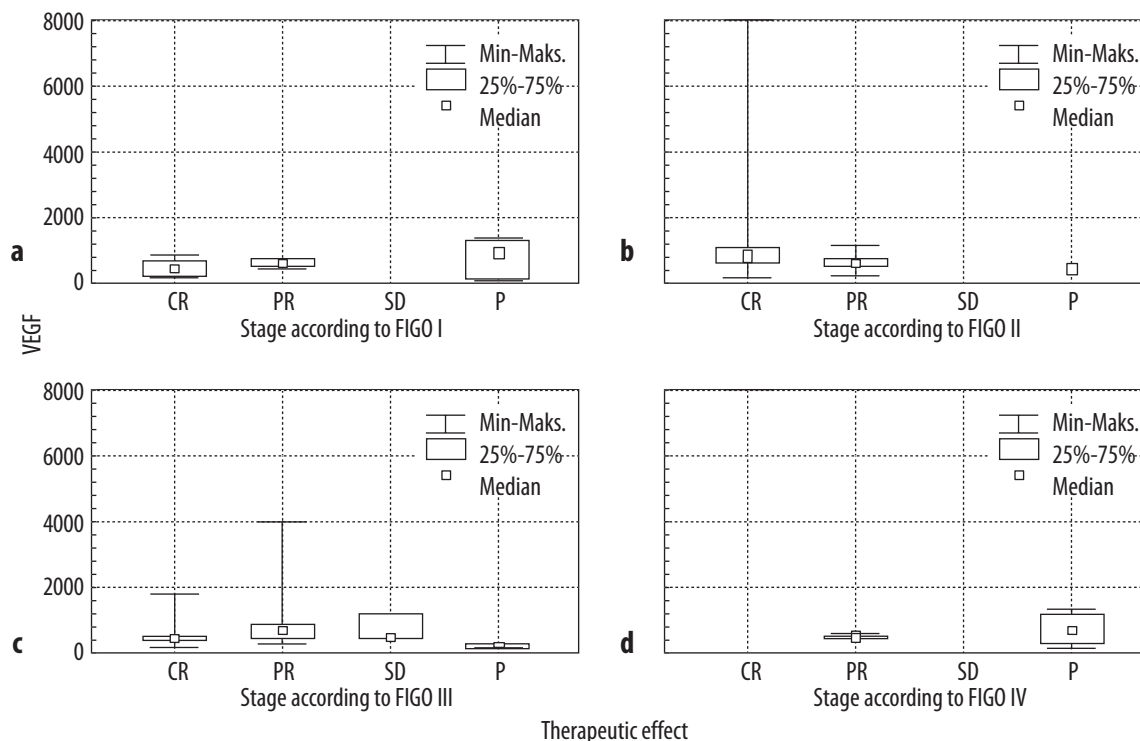 8000
6000
4000
2000
0
Min-Maks.
25%-75%
Median
a
CR PR SD P
Stage according to FIGO I
Min-Maks.
25%-75%
Median
b
CR PR SD P
Stage according to FIGO II
VEGF
8000
6000
4000
2000
0
Min-Maks.
25%-75%
Median
c
CR PR SD P
Stage according to FIGO III
Min-Maks.
25%-75%
Median
d
CR PR SD P
Stage according to FIGO IV
Therapeutic effect